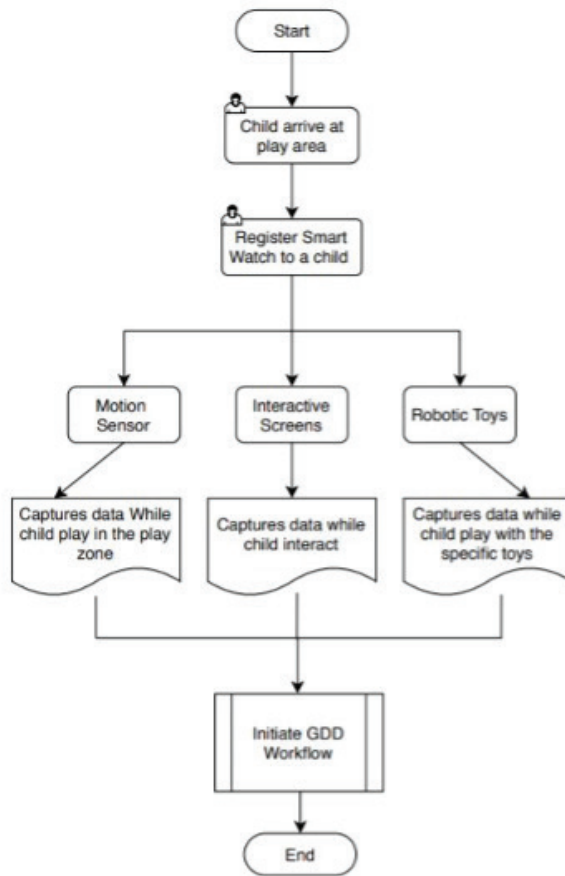 Start
Child arrive at
play area
Register Smart
Watch to a child
Motion
Sensor
Interactive
Screens
Robotic Toys
Captures data While
child play in the play
zone
Captures data while
child interact
Captures data while
child play with the
specific toys
Initiate GDD
Workflow
End